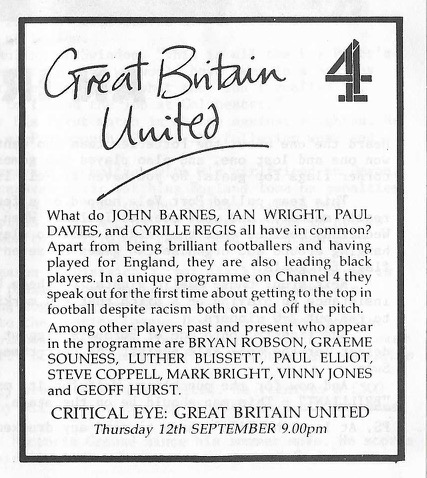 Great Britain
United
4
What do JOHN BARNES, IAN WRIGHT, PAUL
DAVIES, and CYRILLE REGIS all have in common?
Apart from being brilliant footballers and having
played for England, they are also leading black
players. In a unique programme on Channel 4 they
speak out for the first time about getting to the top in
football despite racism both on and off the pitch.
Among other players past and present who appear
in the programme are BRYAN ROBSON, GRAEME
SOUNESS, LUTHER BLISSETT, PAUL ELLIOT,
STEVE COPPELL, MARK BRIGHT, VINNY JONES
and GEOFF HURST.
CRITICAL EYE: GREAT BRITAIN UNITED
Thursday 12th SEPTEMBER 9.00pm